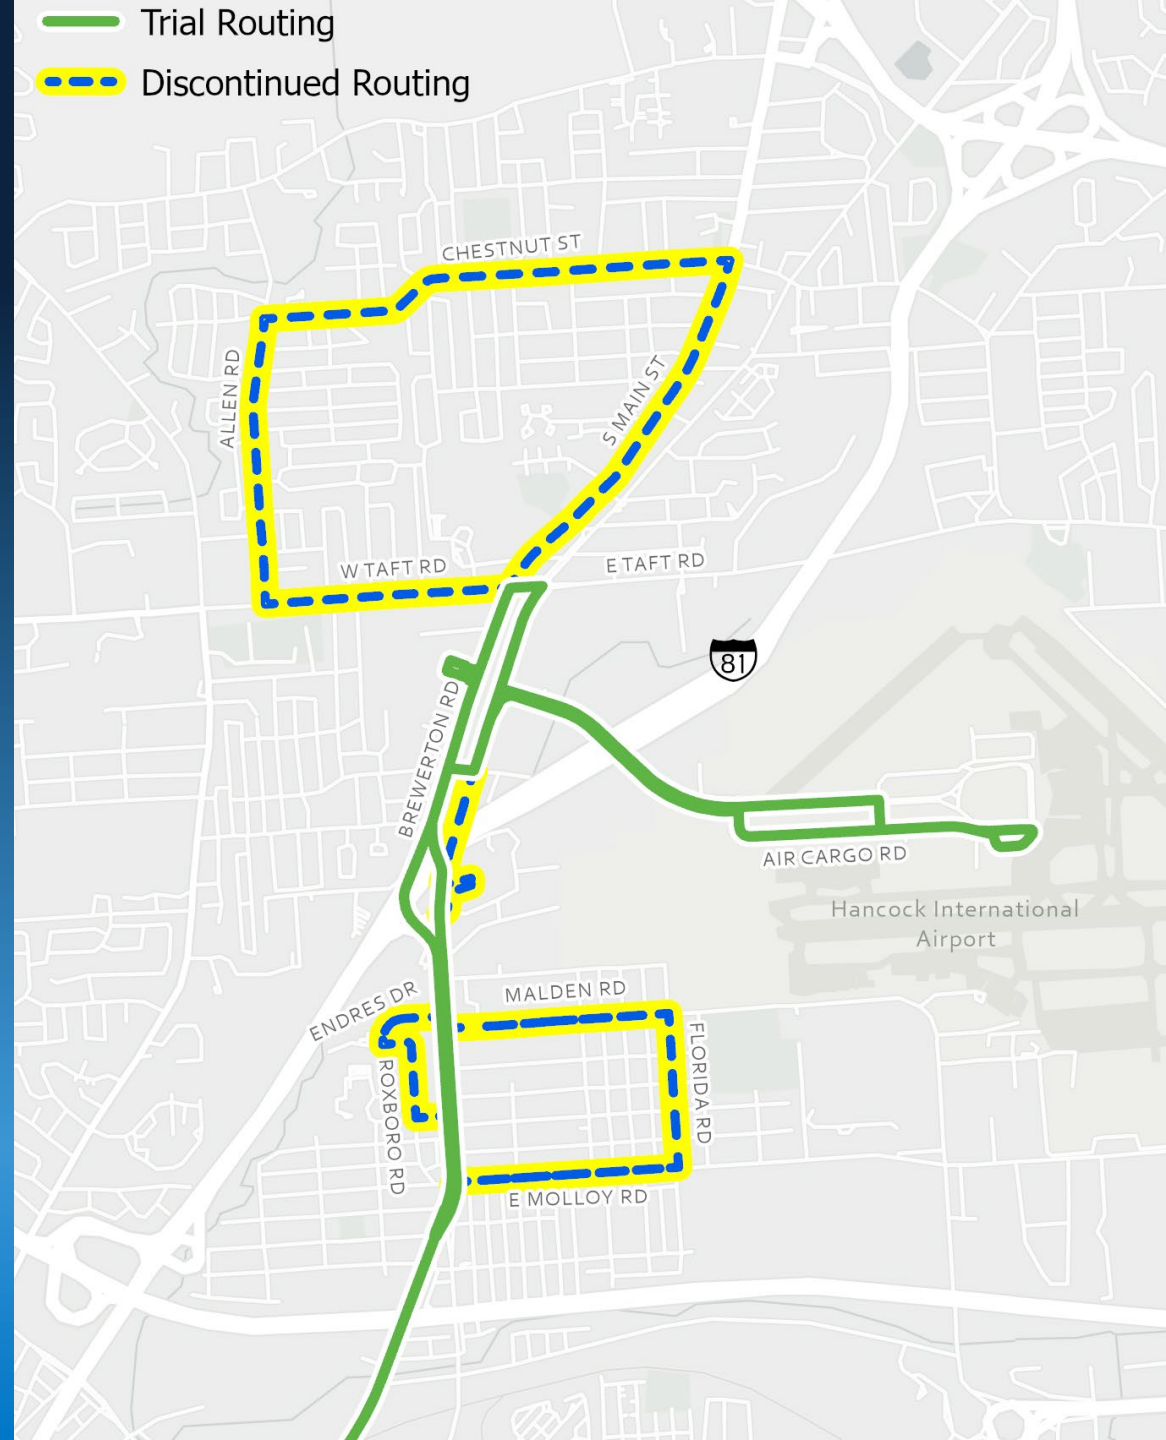 Trial Routing
Discontinued Routing
CHESTNUT ST
ALLEN RD
S MAIN ST
W TAFT RD
E TAFT RD
81
BREWERTON RD
AIR CARGO RD
Hancock International
Airport
ENDRES DR
MALDEN RD
FLORIDA RD
ROXBORO RD
E MOLLOY RD